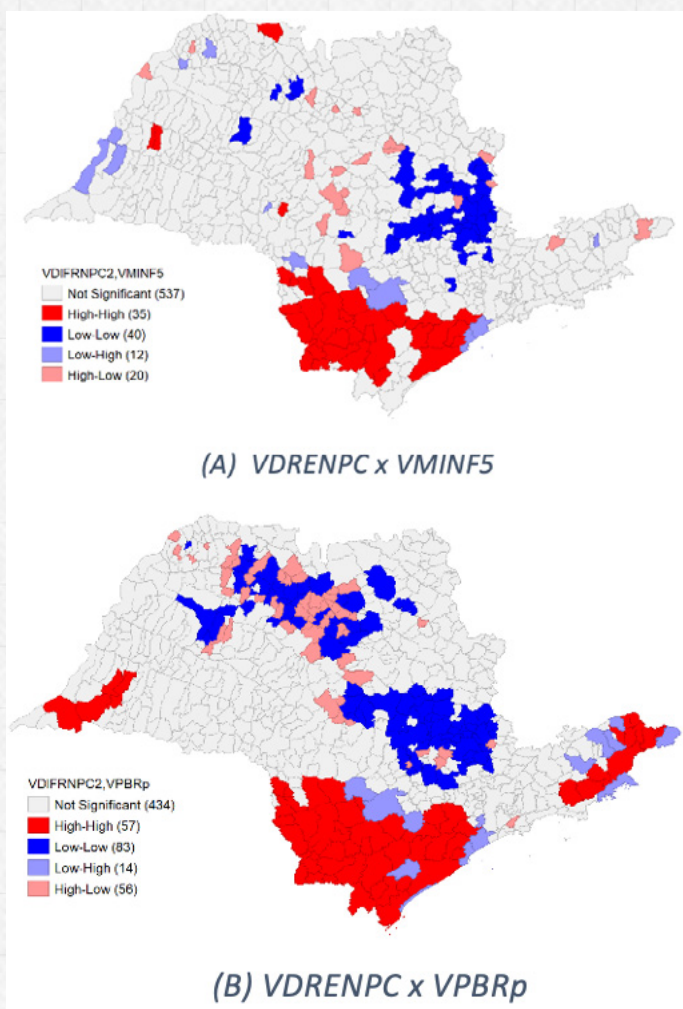 VDIFRNPC2,VMINF5
Not Significant (537)
High-High (35)
Low-Low (40)
Low-High (12)
High-Low (20)
(A) VDRENPC x VMINF5
VDIFRNPC2,VPBRp
Not Significant (434)
High-High (57)
Low-Low (83)
Low-High (14)
High-Low (56)
(B) VDRENPC x VPBRp